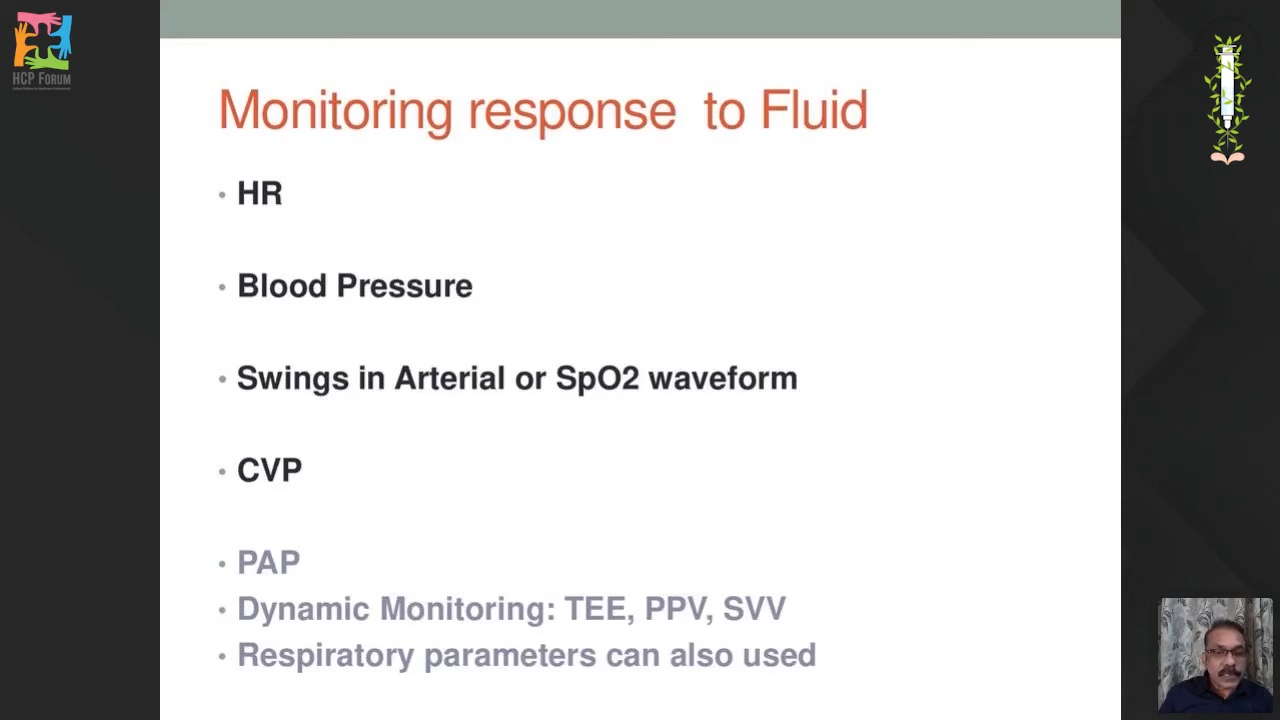 HCP FORUM
Monitoring response to Fluid
• HR
• Blood Pressure
• Swings in Arterial or SpO2 waveform
• CVP
• PAP
• Dynamic Monitoring: TEE, PPV, SVV
• Respiratory parameters can also used